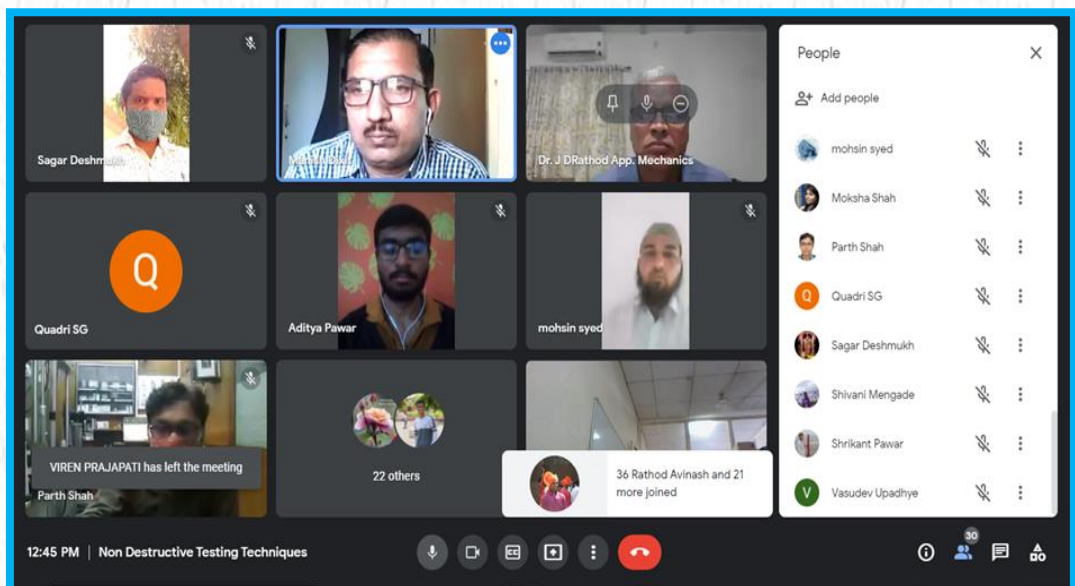 Sagar Deshmukh
Dr. J DRathod App. Mechanics
Q
Quadri SG
Aditya Pawar
mohsin syed
VIREN PRAJAPATI has left the meeting
Parth Shah
22 others
36 Rathod Avinash and 21
more joined
People
Add people
mohsin syed
Moksha Shah
Parth Shah
Q
Quadri SG
Sagar Deshmukh
Shivani Mengade
Shrikant Pawar
V
Vasudev Upadhye
12:45 PM | Non Destructive Testing Techniques
CC
30